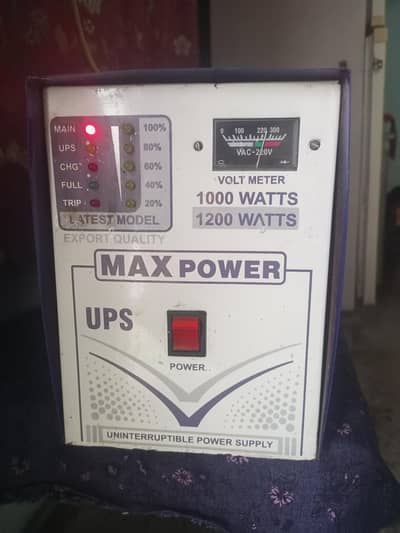 MAIN 100%
UPS 80%
CHG 60%
FULL 40%
TRIP 20%
LATEST MODEL
EXPORT QUALITY
0 100 220 300
VAC-220V
VOLT METER
1000 WATTS
1200 WATTS
MAX POWER
UPS
POWER..
UNINTERRUPTIBLE POWER SUPPLY